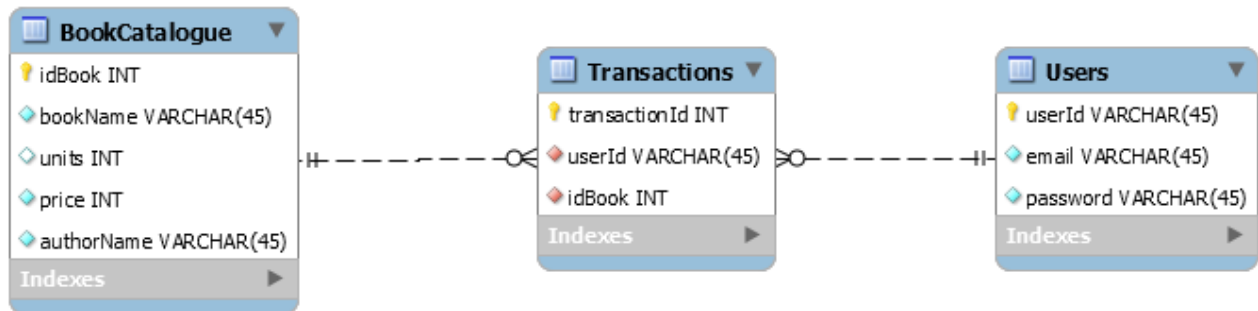 BookCatalogue
idBook INT
bookName VARCHAR(45)
units INT
price INT
authorName VARCHAR(45)
Indexes
Transactions
transactionId INT
userId VARCHAR(45)
idBook INT
Indexes
Users
userId VARCHAR(45)
email VARCHAR(45)
password VARCHAR(45)
Indexes